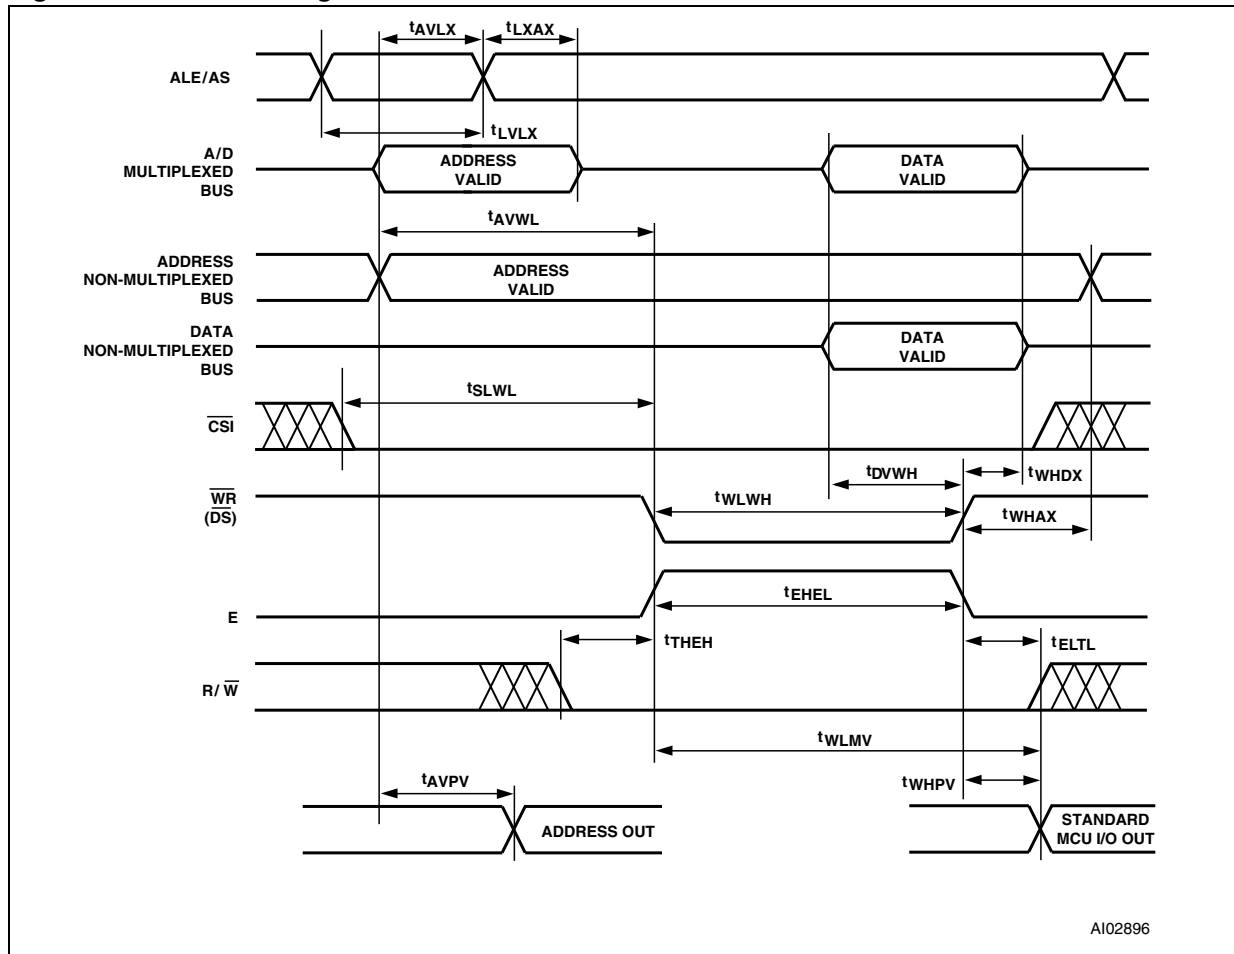 tAVLX
tLXAX
ALE/AS
tLVLX
A/D
MULTIPLEXED
BUS
ADDRESS
VALID
DATA
VALID
tAVWL
ADDRESS
NON-MULTIPLEXED
BUS
ADDRESS
VALID
DATA
NON-MULTIPLEXED
BUS
DATA
VALID
tSLWL
CSI
tDVWH
tWHDX
WR
(DS)
tWLWH
tWHAX
tEHEL
E
tTHEH
tELTL
R/W
tWLMV
tAVPV
tWHPV
ADDRESS OUT
STANDARD
MCU I/O OUT
AI02896